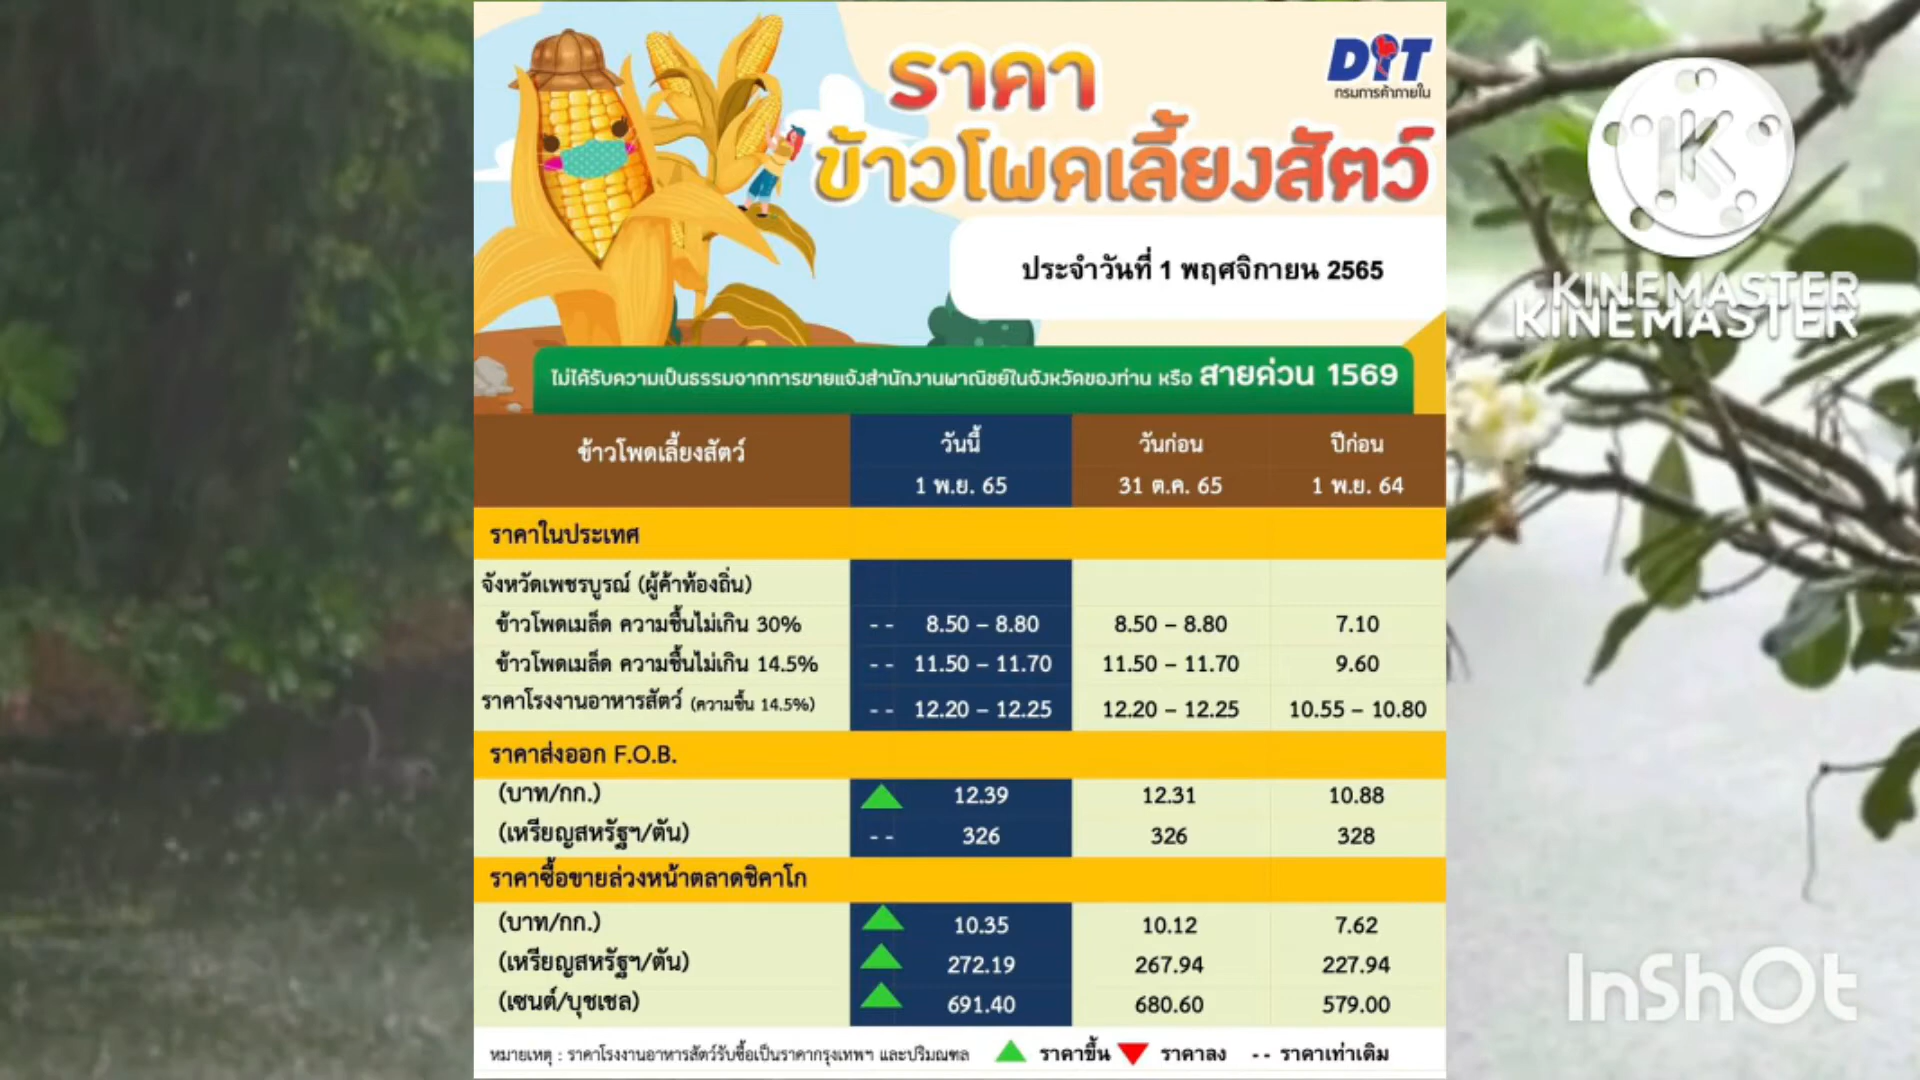 ราคา
DIT
กรมการค้าภายใน
ข้าวโพดเลี้ยงสัตว์
ประจำวันที่ 1 พฤศจิกายน 2565
ไม่ได้รับความเป็นธรรมจากการขายแจ้งสำนักงานพาณิชย์ในจังหวัดของท่าน หรือ สายด่วน 1569
ข้าวโพดเลี้ยงสัตว์ วันนี้ วันก่อน ปีก่อน
1 พ.ย. 65 31 ต.ค. 65 1 พ.ย. 64
ราคาในประเทศ
จังหวัดเพชรบูรณ์ (ผู้ค้าท้องถิ่น)
ข้าวโพดเมล็ด ความชื้นไม่เกิน 30% -- 8.50 – 8.80 8.50 – 8.80 7.10
ข้าวโพดเมล็ด ความชื้นไม่เกิน 14.5% -- 11.50 – 11.70 11.50 – 11.70 9.60
ราคาโรงงานอาหารสัตว์ (ความชื้น 14.5%) -- 12.20 – 12.25 12.20 – 12.25 10.55 – 10.80
ราคาส่งออก F.O.B.
(บาท/กก.) 12.39 12.31 10.88
(เหรียญสหรัฐฯ/ตัน) -- 326 326 328
ราคาซื้อขายล่วงหน้าตลาดชิคาโก
(บาท/กก.) 10.35 10.12 7.62
(เหรียญสหรัฐฯ/ตัน) 272.19 267.94 227.94
(เซนต์/บุชเชล) 691.40 680.60 579.00
หมายเหตุ : ราคาโรงงานอาหารสัตว์รับซื้อเป็นราคากรุงเทพฯ และปริมณฑล ราคาขึ้น ราคาลง -- ราคาเท่าเดิม
KINEMASTER
KINEMASTER
InShOt